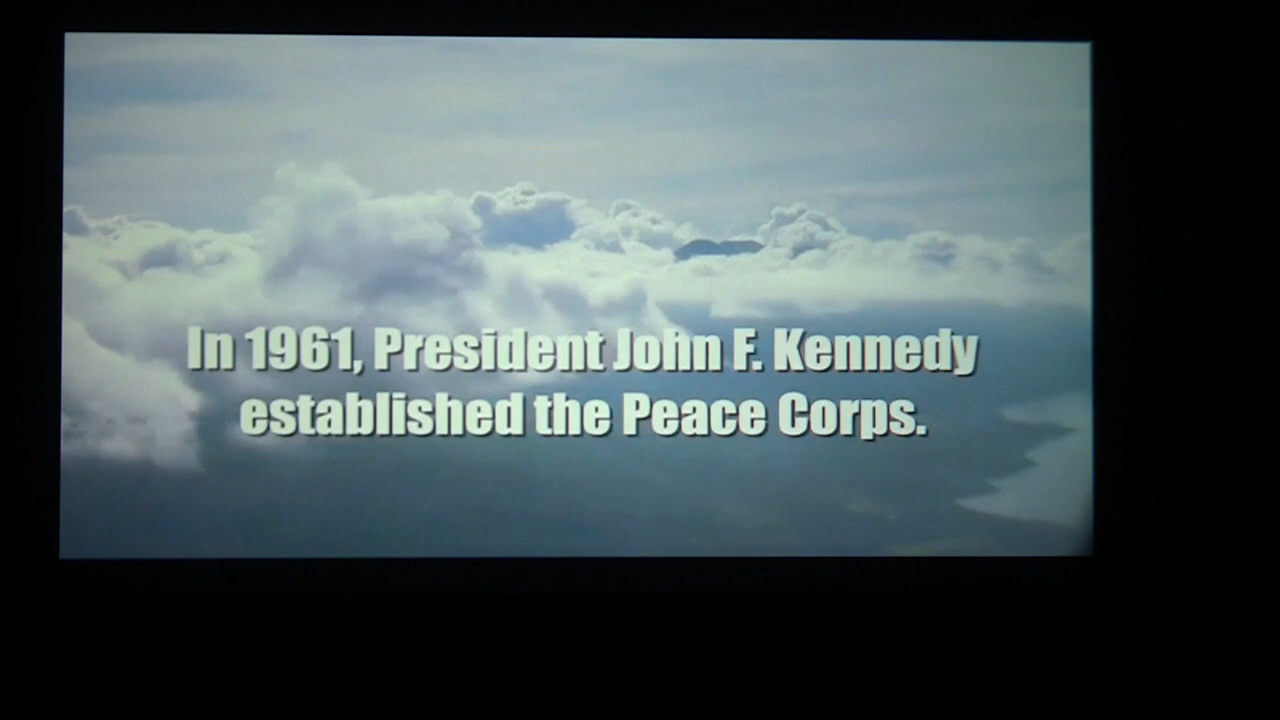 In 1961, President John F. Kennedy
established the Peace Corps.